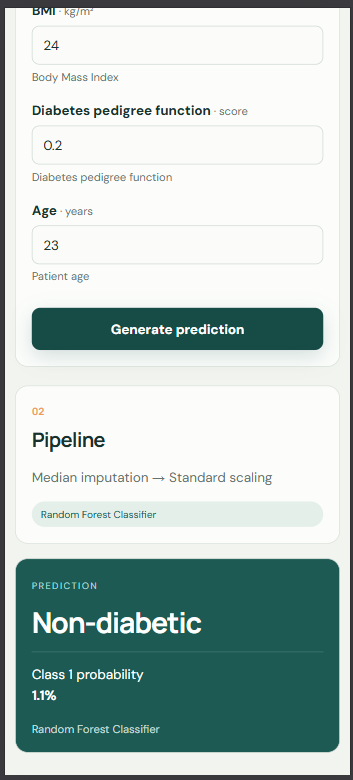 BMI · kg/m²
24
Body Mass Index
Diabetes pedigree function · score
0.2
Diabetes pedigree function
Age · years
23
Patient age
Generate prediction
02
Pipeline
Median imputation → Standard scaling
Random Forest Classifier
PREDICTION
Non-diabetic
Class 1 probability
1.1%
Random Forest Classifier